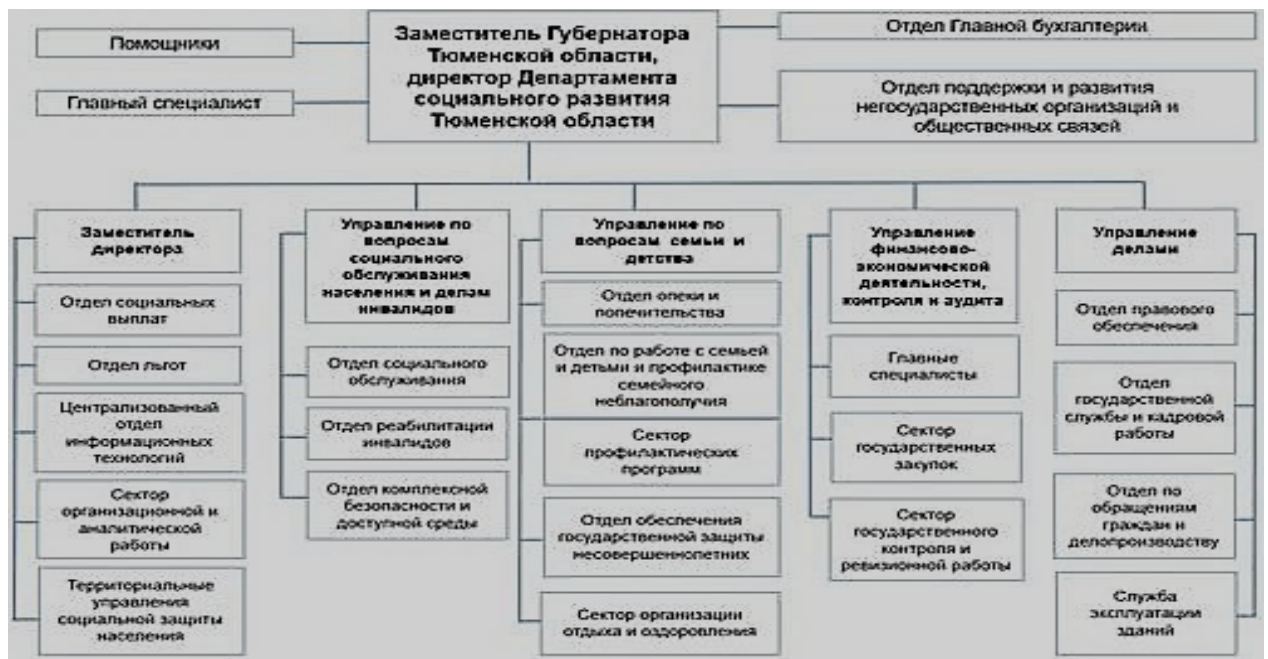 Помощники
Главный специалист
Заместитель Губернатора
Тюменской области,
директор Департамента
социального развития
Тюменской области
Отдел Главной бухгалтерии
Отдел поддержки и развития
негосударственных организаций и
общественных связей
Заместитель
директора
Отдел социальных
выплат
Отдел льгот
Централизованный
отдел
информационных
технологий
Сектор
организационной и
аналитической
работы
Территориальные
управления
социальной защиты
населения
Управление по
вопросам
социального
обслуживания
населения и делам
инвалидов
Отдел социального
обслуживания
Отдел реабилитации
инвалидов
Отдел комплексной
безопасности и
доступной среды
Управление по
вопросам семьи и
детства
Отдел опеки и
попечительства
Отдел по работе с семьей
и детьми и профилактике
семейного
неблагополучия
Сектор
профилактических
программ
Отдел обеспечения
государственной защиты
несовершеннолетних
Сектор организации
отдыха и оздоровления
Управление
финансово-
экономической
деятельности,
контроля и аудита
Главные
специалисты
Сектор
государственных
закупок
Сектор
государственного
контроля и
ревизионной работы
Управление
делами
Отдел правового
обеспечения
Отдел
государственной
службы и кадровой
работы
Отдел по
обращениям
граждан и
делопроизводству
Служба
эксплуатации
зданий